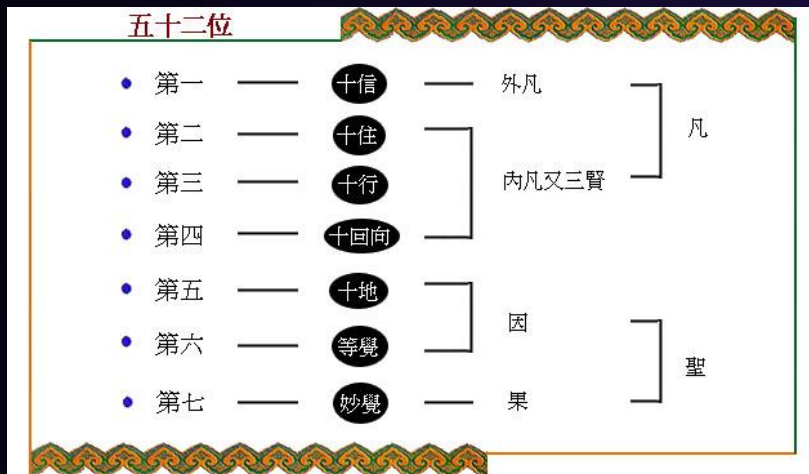 五十二位
第一 十信 外凡
凡
第二 十住
第三 十行 內凡又三賢
第四 十回向
第五 十地
因
第六 等覺
聖
第七 妙覺 果